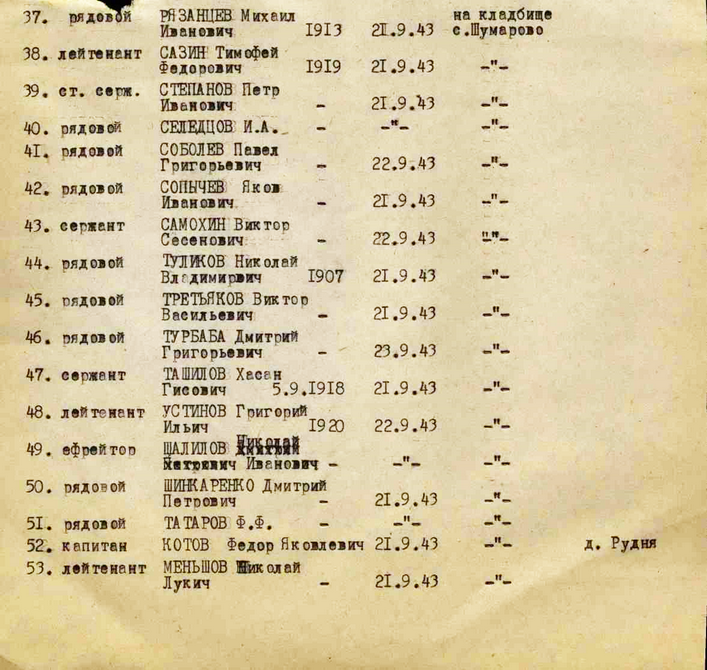 37. рядовой РЯЗАНЦЕВ Михаил на кладбище
Иванович 1913 21.9.43 с.Шумарово
38. лейтенант САЗИН Тимофей
Федорович 1919 21.9.43 -"-
39. ст. серж. СТЕПАНОВ Петр
Иванович - 21.9.43 -"-
40. рядовой СЕЛЕДЦОВ И.А. - -"- -"-
41. рядовой СОБОЛЕВ Павел
Григорьевич - 22.9.43 -"-
42. рядовой СОПЫЧЕВ Яков
Иванович - 21.9.43 -"-
43. сержант САМОХИН Виктор
Сесенович - 22.9.43 -"-
44. рядовой ТУЛИКОВ Николай
Владимирвич 1907 21.9.43 -"-
45. рядовой ТРЕТЬЯКОВ Виктор
Васильевич - 21.9.43 -"-
46. рядовой ТУРБАБА Дмитрий
Григорьевич - 23.9.43 -"-
47. сержант ТАШИЛОВ Хасан
Гисович 5.9.1918 21.9.43 -"-
48. лейтенант УСТИНОВ Григорий
Ильич 1920 22.9.43 -"-
Николай
49. ефрейтор ЩАЛИЛОВ
Иванович - -"- -"-
50. рядовой ШИНКАРЕНКО Дмитрий
Петрович - 21.9.43 -"-
51. рядовой ТАТАРОВ Ф.Ф. - -"- -"-
52. капитан КОТОВ Федор Яковлевич 21.9.43 -"- д. Рудня
53. лейтенант МЕНЬШОВ Николай
Лукич - 21.9.43 -"-